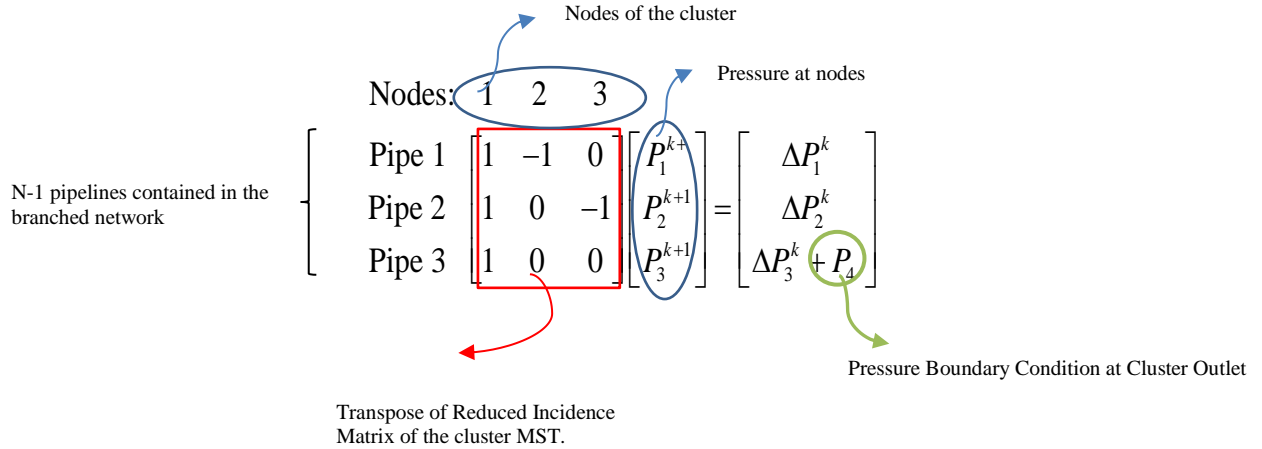 Nodes of the cluster
Pressure at nodes
Nodes: 1 2 3
N-1 pipelines contained in the
branched network
Pipe 1 [1 −1 0] [P₁ᵏ⁺] [ΔP₁ᵏ]
Pipe 2 [1 0 −1] [P₂ᵏ⁺¹] = [ΔP₂ᵏ]
Pipe 3 [1 0 0] [P₃ᵏ⁺¹] [ΔP₃ᵏ + P₄]
Pressure Boundary Condition at Cluster Outlet
Transpose of Reduced Incidence
Matrix of the cluster MST.